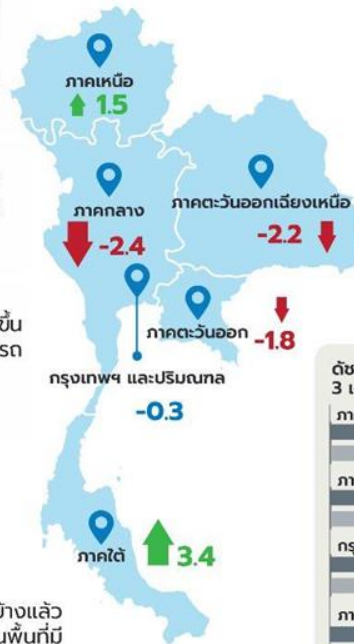 ภาคเหนือ
1.5
ภาคกลาง
-2.4
ภาคตะวันออกเฉียงเหนือ
-2.2
ขึ้น
รถ
ภาคตะวันออก
-1.8
กรุงเทพฯ และปริมณฑล
-0.3
ภาคใต้
3.4
ดัช
3 เ
ภา
ภา
กรุ
ภา
บ้างแล้ว
นพื้นที่มี